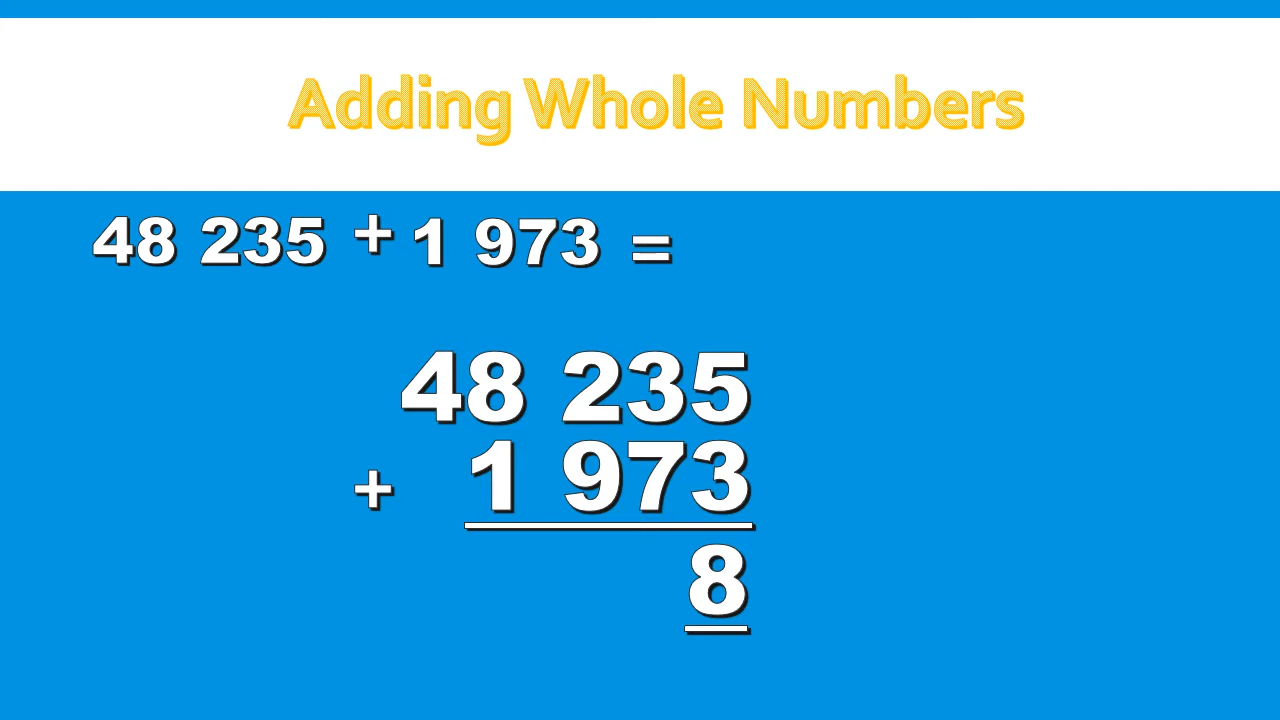 Adding Whole Numbers
48 235 + 1 973 =
48 235
+ 1 973
8